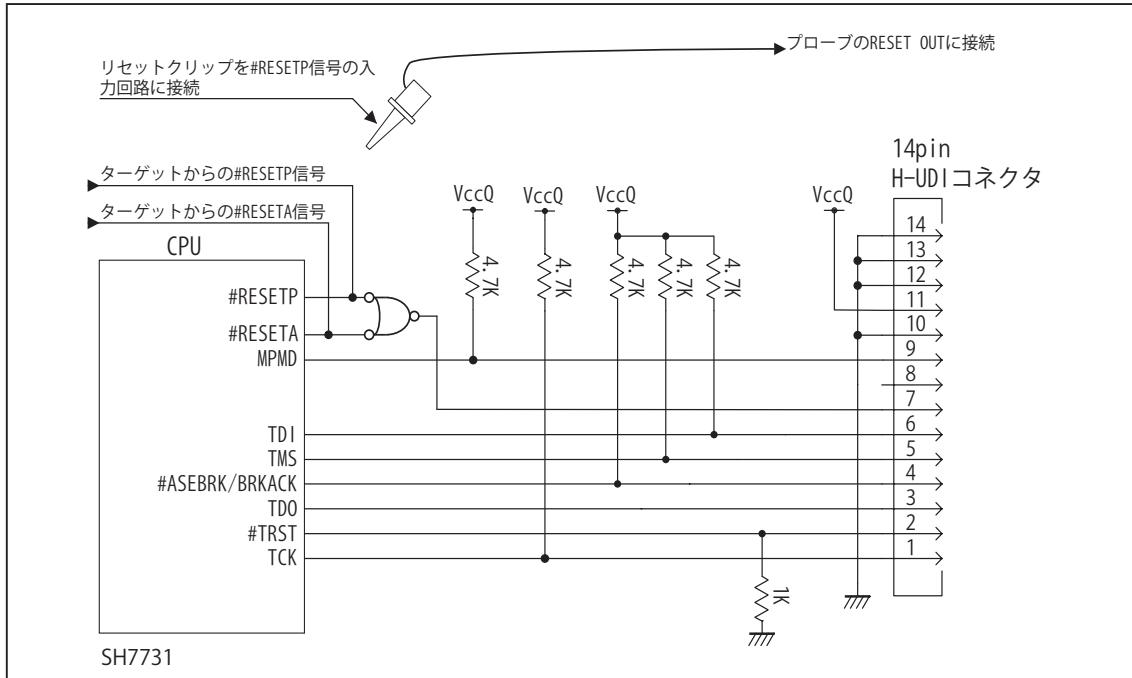 プローブのRESET OUTに接続
リセットクリップを#RESETP信号の入
力回路に接続
14pin
H-UDIコネクタ
ターゲットからの#RESETP信号
ターゲットからの#RESETA信号
VccQ
VccQ
VccQ
VccQ
CPU
4.7K
4.7K
4.7K
4.7K
4.7K
#RESETP
#RESETA
MPMD
TDI
TMS
#ASEBRK/BRKACK
TDO
#TRST
TCK
14
13
12
11
10
9
8
7
6
5
4
3
2
1
1K
SH7731